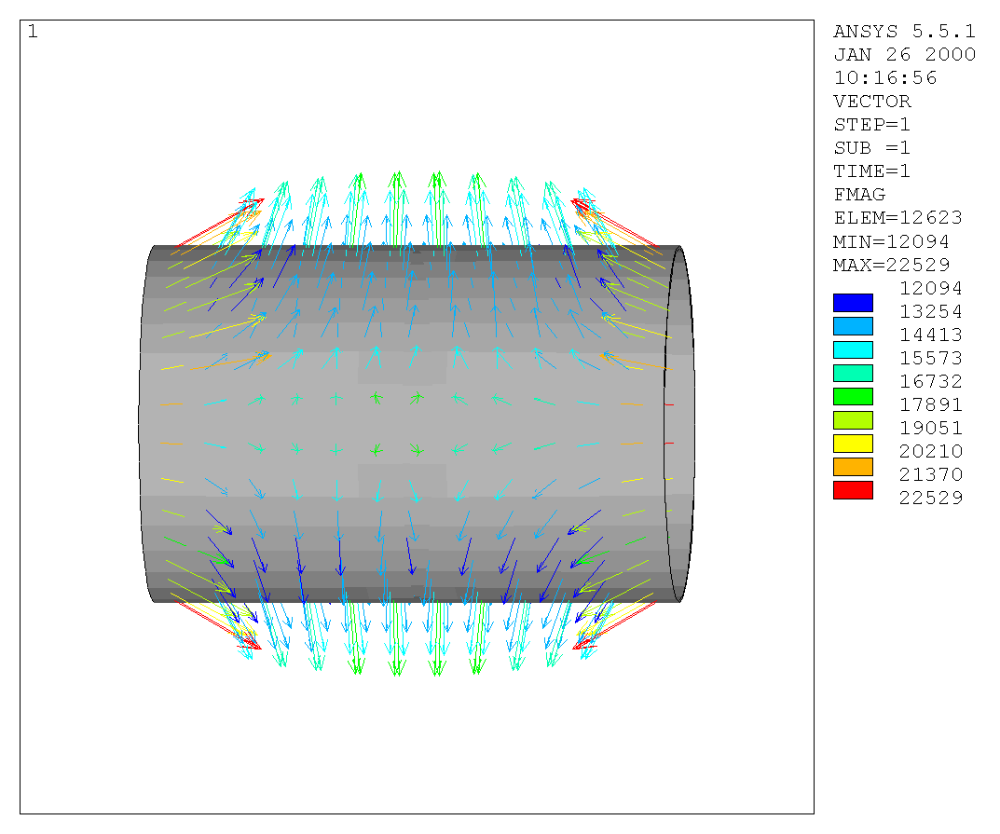 1
ANSYS 5.5.1
JAN 26 2000
10:16:56
VECTOR
STEP=1
SUB =1
TIME=1
FMAG
ELEM=12623
MIN=12094
MAX=22529
12094
13254
14413
15573
16732
17891
19051
20210
21370
22529